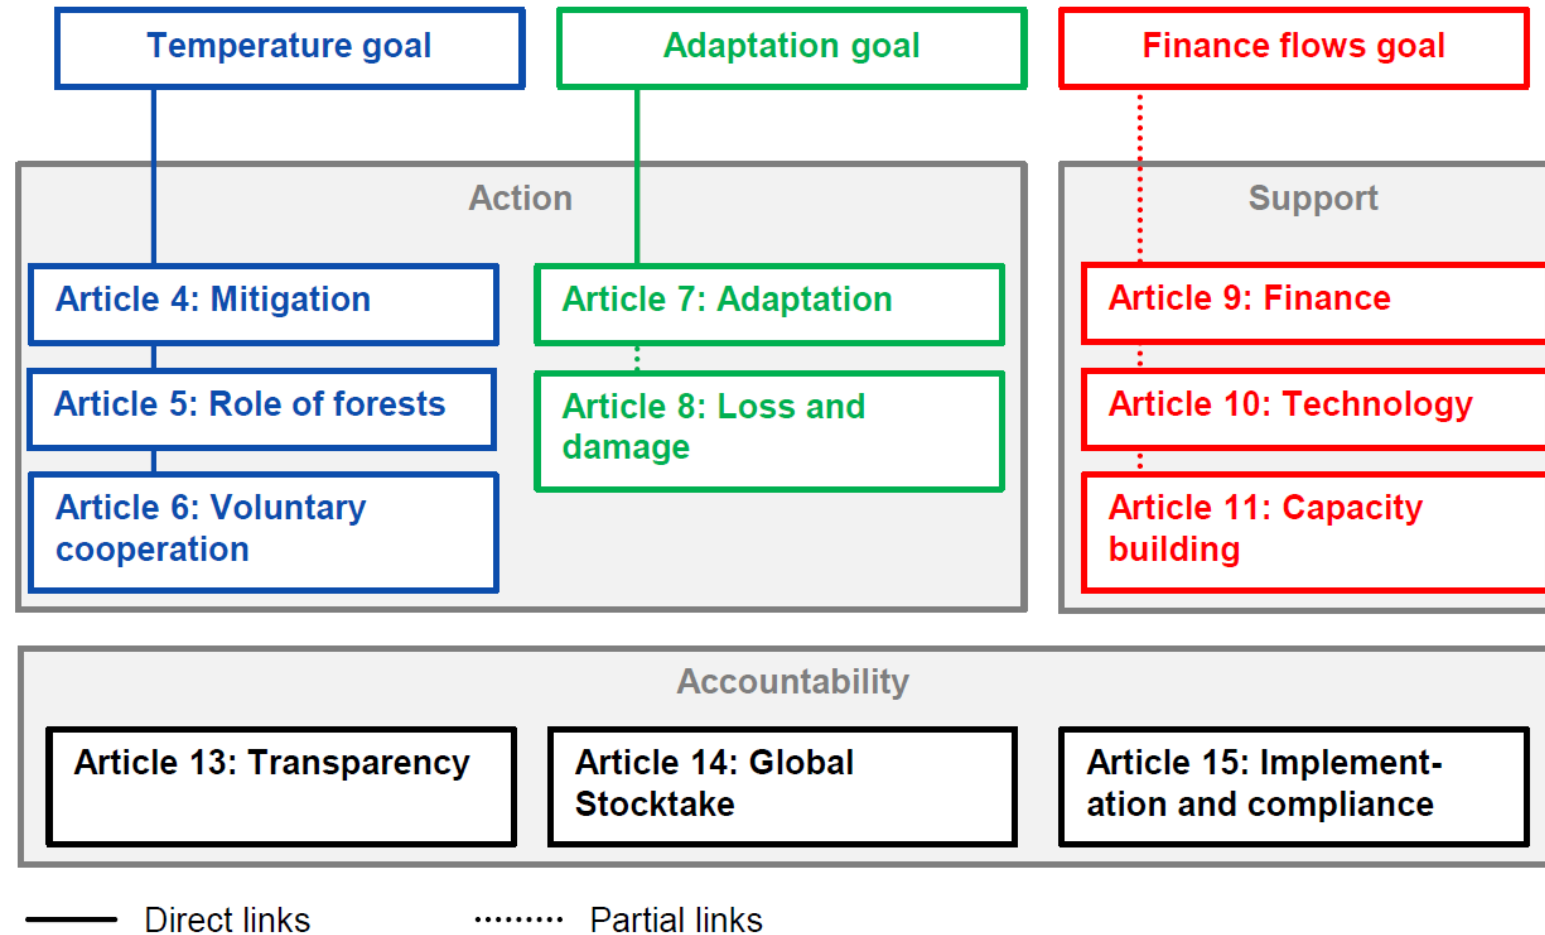 Temperature goal
Adaptation goal
Finance flows goal
Action
Article 4: Mitigation
Article 5: Role of forests
Article 6: Voluntary
cooperation
Article 7: Adaptation
Article 8: Loss and
damage
Support
Article 9: Finance
Article 10: Technology
Article 11: Capacity
building
Accountability
Article 13: Transparency
Article 14: Global
Stocktake
Article 15: Implement-
ation and compliance
Direct links
Partial links